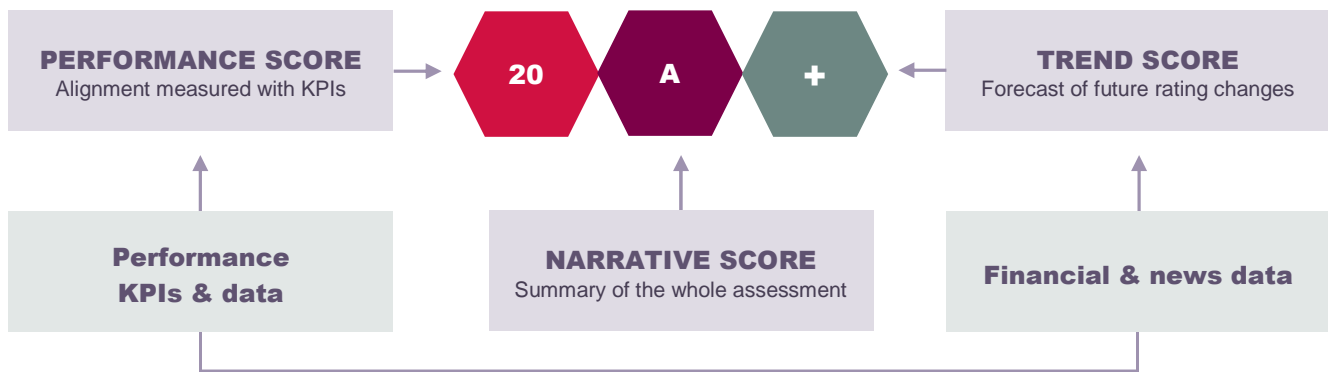 PERFORMANCE SCORE
Alignment measured with KPIs
20
A
+
TREND SCORE
Forecast of future rating changes
Performance
KPIs & data
NARRATIVE SCORE
Summary of the whole assessment
Financial & news data